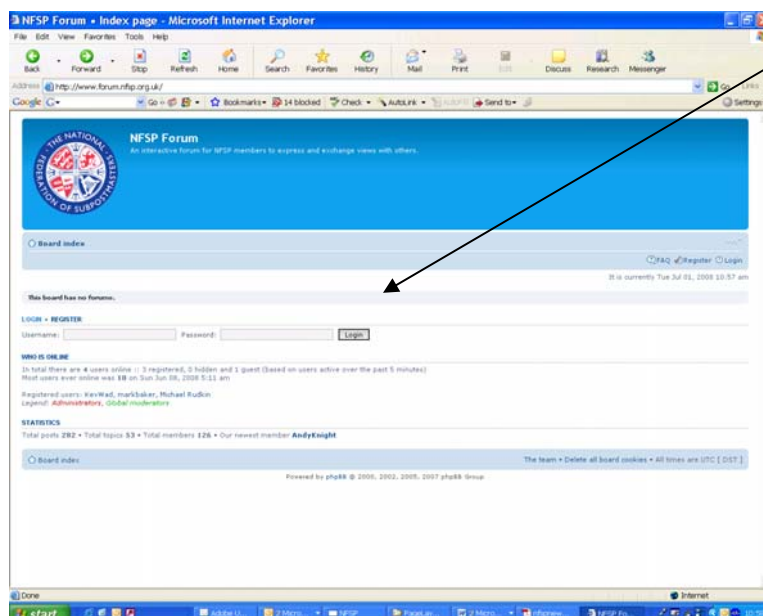 NFSP Forum • Index page - Microsoft Internet Explorer
File Edit View Favorites Tools Help
Back Forward Stop Refresh Home Search Favorites History Mail Print Edit Discuss Research Messenger
Address http://www.forum.nfsp.org.uk/ Go Links
Google G Go Bookmarks 14 blocked Check AutoLink Send to Settings
THE NATIONAL FEDERATION OF SUBPOSTMASTERS
NFSP Forum
An interactive forum for NFSP members to express and exchange views with others.
Board index
FAQ Register Login
It is currently Tue Jul 01, 2008 10:57 am
This board has no forums.
LOGIN • REGISTER
Username: Password: Login
WHO IS ONLINE
In total there are 4 users online :: 3 registered, 0 hidden and 1 guest (based on users active over the past 5 minutes)
Most users ever online was 18 on Sun Jun 08, 2008 5:11 am
Registered users: KevWad, markbaker, Michael Rudkin
Legend: Administrators, Global moderators
STATISTICS
Total posts 282 • Total topics 53 • Total members 126 • Our newest member AndyKnight
Board index The team • Delete all board cookies • All times are UTC [ DST ]
Powered by phpBB © 2000, 2002, 2005, 2007 phpBB Group
Done Internet
start Adobe U... 2 Micro... NFSP PageLay... 2 Micro... nfspnew... NFSP Fo...